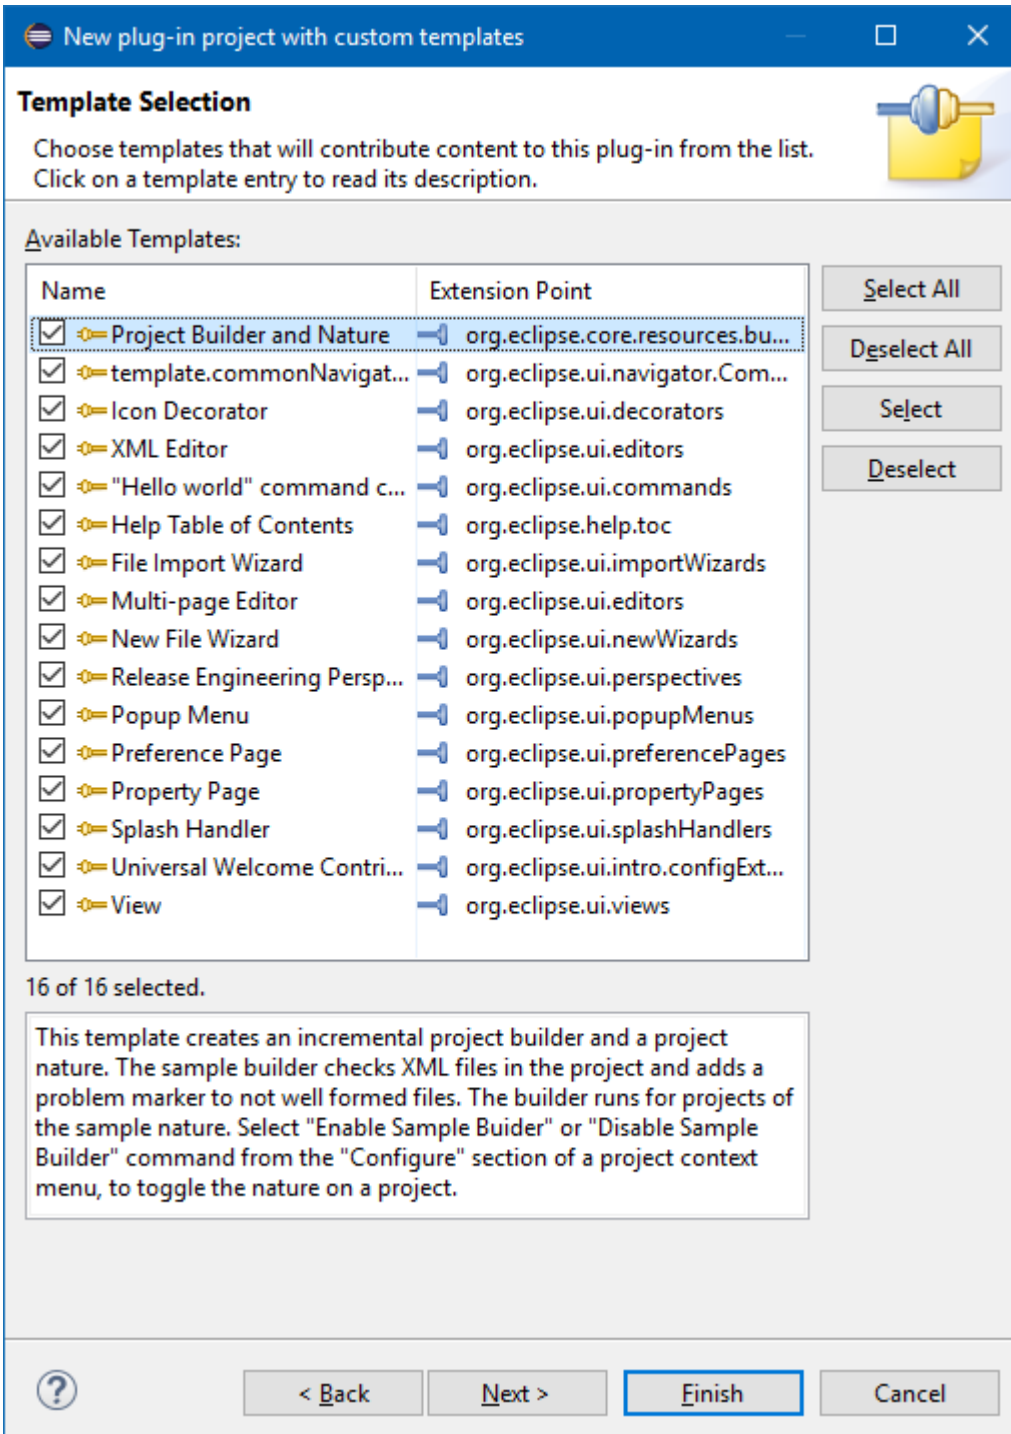 New plug-in project with custom templates
Template Selection
Choose templates that will contribute content to this plug-in from the list.
Click on a template entry to read its description.
Available Templates:
Name Extension Point
Select All
Project Builder and Nature org.eclipse.core.resources.bu...
Deselect All
template.commonNavigat... org.eclipse.ui.navigator.Com...
Icon Decorator org.eclipse.ui.decorators
Select
XML Editor org.eclipse.ui.editors
Deselect
"Hello world" command c... org.eclipse.ui.commands
Help Table of Contents org.eclipse.help.toc
File Import Wizard org.eclipse.ui.importWizards
Multi-page Editor org.eclipse.ui.editors
New File Wizard org.eclipse.ui.newWizards
Release Engineering Persp... org.eclipse.ui.perspectives
Popup Menu org.eclipse.ui.popupMenus
Preference Page org.eclipse.ui.preferencePages
Property Page org.eclipse.ui.propertyPages
Splash Handler org.eclipse.ui.splashHandlers
Universal Welcome Contri... org.eclipse.ui.intro.configExt...
View org.eclipse.ui.views
16 of 16 selected.
This template creates an incremental project builder and a project
nature. The sample builder checks XML files in the project and adds a
problem marker to not well formed files. The builder runs for projects of
the sample nature. Select "Enable Sample Buider" or "Disable Sample
Builder" command from the "Configure" section of a project context
menu, to toggle the nature on a project.
? < Back Next > Finish Cancel